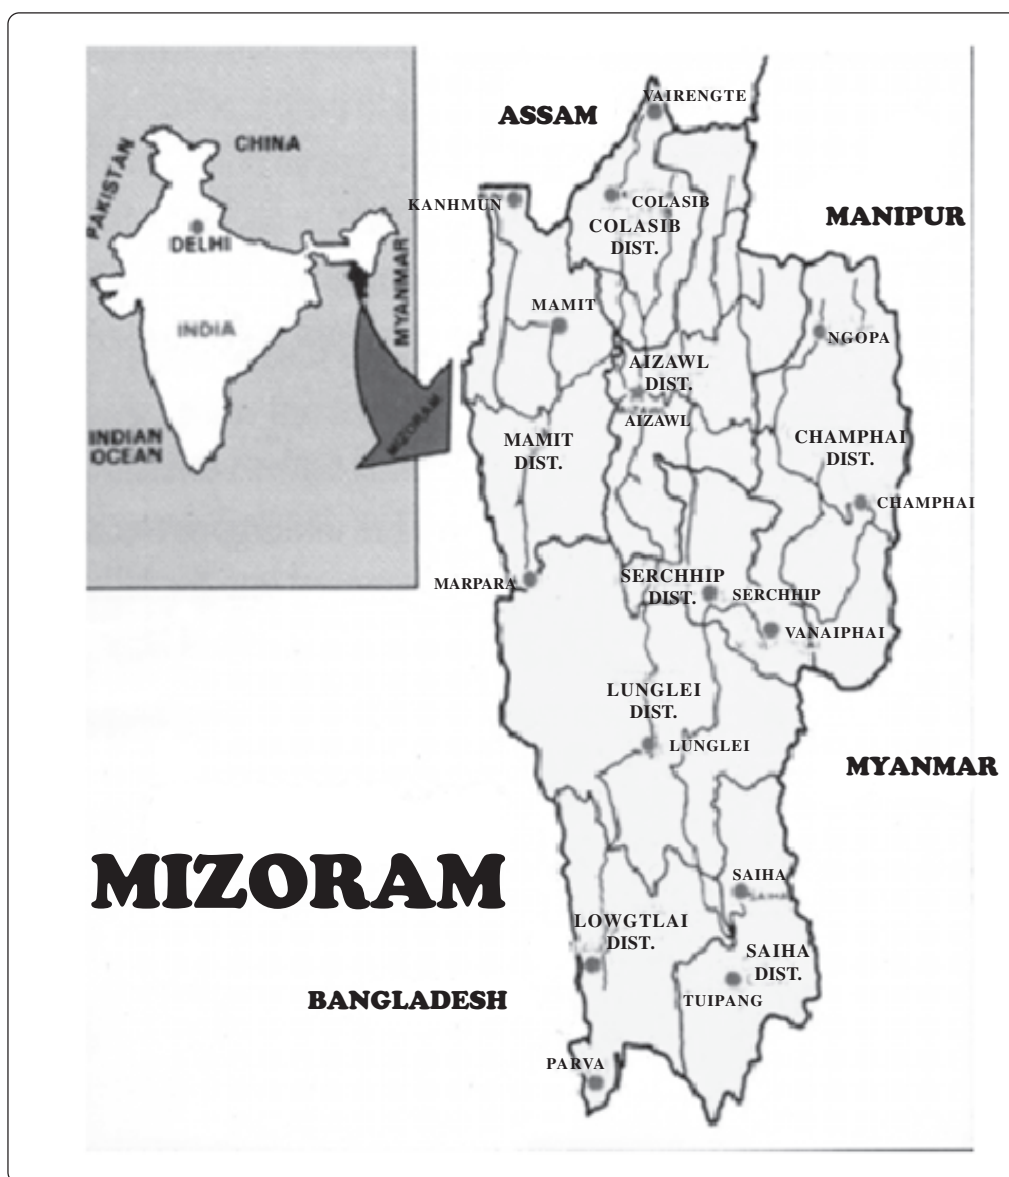 VAIRENGTE
ASSAM
CHINA
PAKISTAN
KANHMUN
COLASIB
MANIPUR
COLASIB
DIST.
DELHI
MYANMAR
MAMIT
INDIA
NGOPA
AIZAWL
DIST.
MIZORAM
AIZAWL
INDIAN
OCEAN
MAMIT
DIST.
CHAMPHAI
DIST.
CHAMPHAI
MARPARA
SERCHHIP
DIST.
SERCHHIP
VANAIPHAI
LUNGLEI
DIST.
LUNGLEI
MYANMAR
MIZORAM
SAIHA
SAIHA
LOWGTLAI
DIST.
SAIHA
DIST.
BANGLADESH
TUIPANG
PARVA